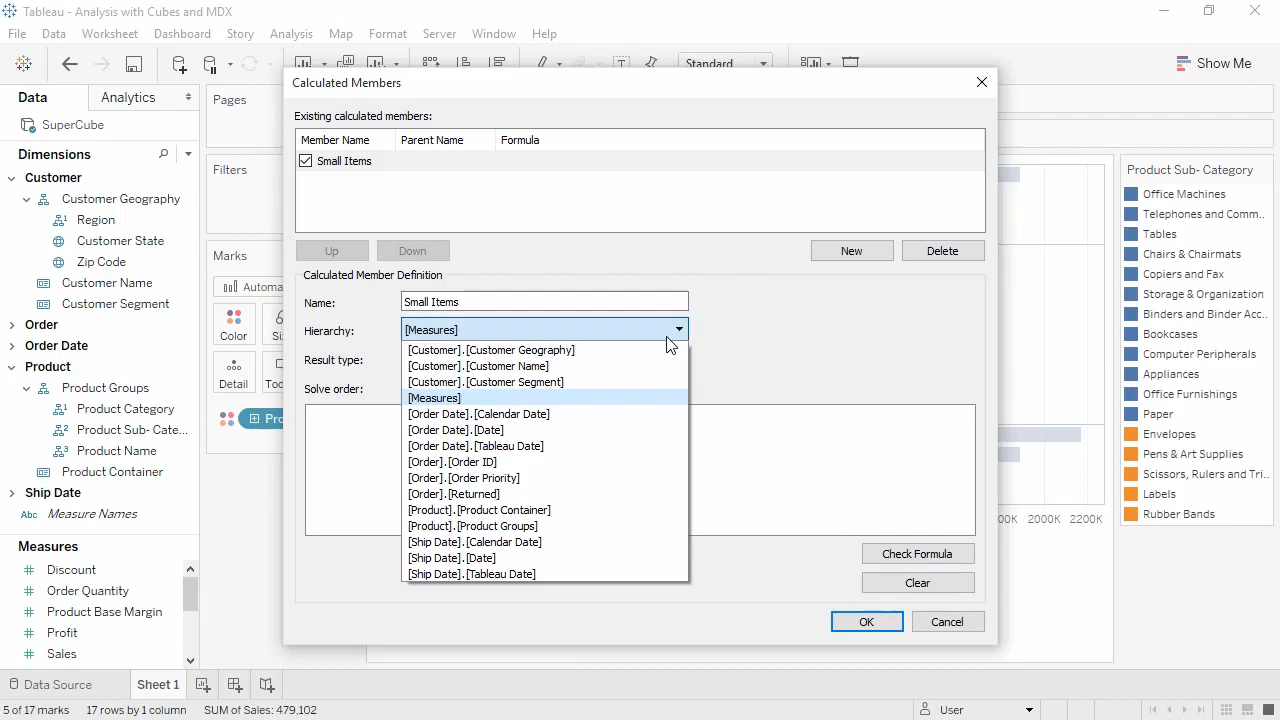 Tableau - Analysis with Cubes and MDX
File Data Worksheet Dashboard Story Analysis Map Format Server Window Help
Standard
Show Me
Data
Analytics
SuperCube
Dimensions
Customer
Customer Geography
Region
Customer State
Zip Code
Customer Name
Customer Segment
Order
Order Date
Product
Product Groups
Product Category
Product Sub- Cate...
Product Name
Product Container
Ship Date
Abc Measure Names
Measures
Discount
Order Quantity
Product Base Margin
Profit
Sales
Pages
Filters
Marks
Automa
Color
Detail
Calculated Members
Existing calculated members:
Member Name Parent Name Formula
Small Items
Up Down New Delete
Calculated Member Definition
Name: Small Items
Hierarchy: [Measures]
Result type:
Solve order:
[Customer].[Customer Geography]
[Customer].[Customer Name]
[Customer].[Customer Segment]
[Measures]
[Order Date].[Calendar Date]
[Order Date].[Date]
[Order Date].[Tableau Date]
[Order].[Order ID]
[Order].[Order Priority]
[Order].[Returned]
[Product].[Product Container]
[Product].[Product Groups]
[Ship Date].[Calendar Date]
[Ship Date].[Date]
[Ship Date].[Tableau Date]
Check Formula
Clear
OK Cancel
2000K 2200K
Product Sub- Category
Office Machines
Telephones and Comm..
Tables
Chairs & Chairmats
Copiers and Fax
Storage & Organization
Binders and Binder Acc..
Bookcases
Computer Peripherals
Appliances
Office Furnishings
Paper
Envelopes
Pens & Art Supplies
Scissors, Rulers and Tri..
Labels
Rubber Bands
Data Source
Sheet 1
5 of 17 marks 17 rows by 1 column SUM of Sales: 479,102
User